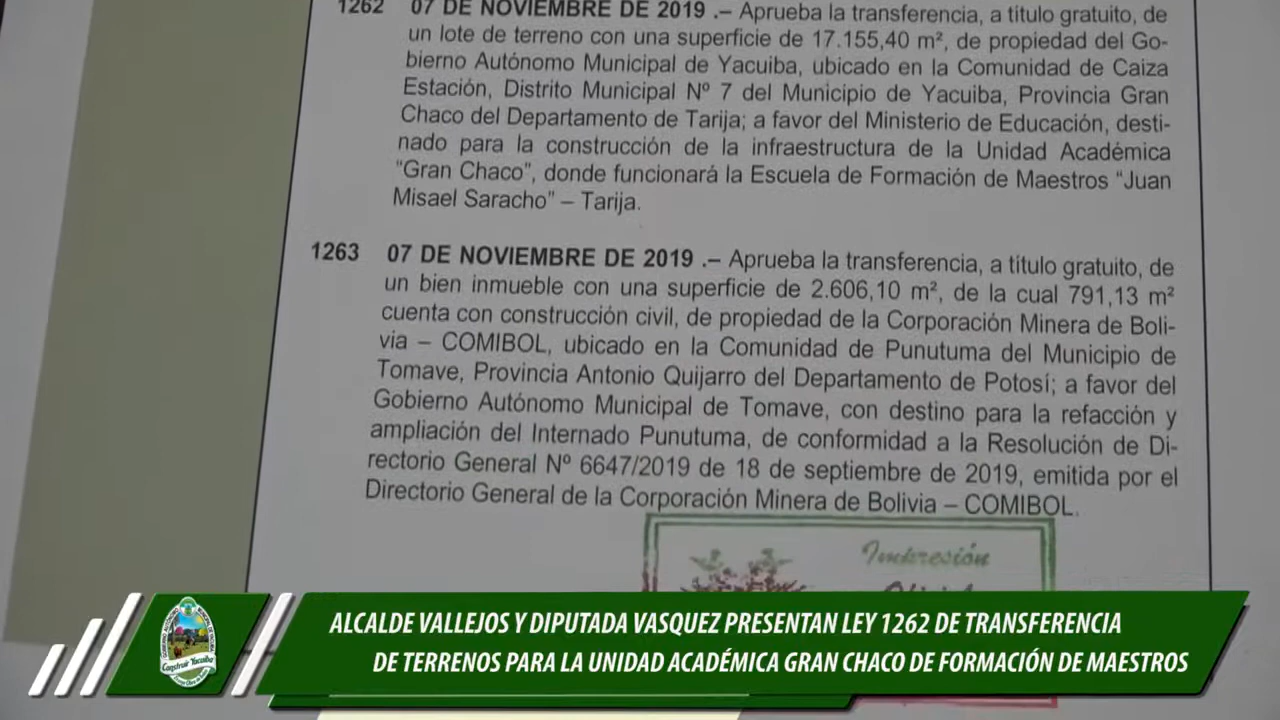 1262 07 DE NOVIEMBRE DE 2019 .– Aprueba la transferencia, a título gratuito, de
un lote de terreno con una superficie de 17.155,40 m², de propiedad del Go-
bierno Autónomo Municipal de Yacuiba, ubicado en la Comunidad de Caiza
Estación, Distrito Municipal Nº 7 del Municipio de Yacuiba, Provincia Gran
Chaco del Departamento de Tarija; a favor del Ministerio de Educación, desti-
nado para la construcción de la infraestructura de la Unidad Académica
“Gran Chaco”, donde funcionará la Escuela de Formación de Maestros “Juan
Misael Saracho” – Tarija.
1263 07 DE NOVIEMBRE DE 2019 .– Aprueba la transferencia, a título gratuito, de
un bien inmueble con una superficie de 2.606,10 m², de la cual 791,13 m²
cuenta con construcción civil, de propiedad de la Corporación Minera de Boli-
via – COMIBOL, ubicado en la Comunidad de Punutuma del Municipio de
Tomave, Provincia Antonio Quijarro del Departamento de Potosí; a favor del
Gobierno Autónomo Municipal de Tomave, con destino para la refacción y
ampliación del Internado Punutuma, de conformidad a la Resolución de Di-
rectorio General Nº 6647/2019 de 18 de septiembre de 2019, emitida por el
Directorio General de la Corporación Minera de Bolivia – COMIBOL.
Impresión
ALCALDE VALLEJOS Y DIPUTADA VASQUEZ PRESENTAN LEY 1262 DE TRANSFERENCIA
DE TERRENOS PARA LA UNIDAD ACADÉMICA GRAN CHACO DE FORMACIÓN DE MAESTROS
Construir Yacuiba